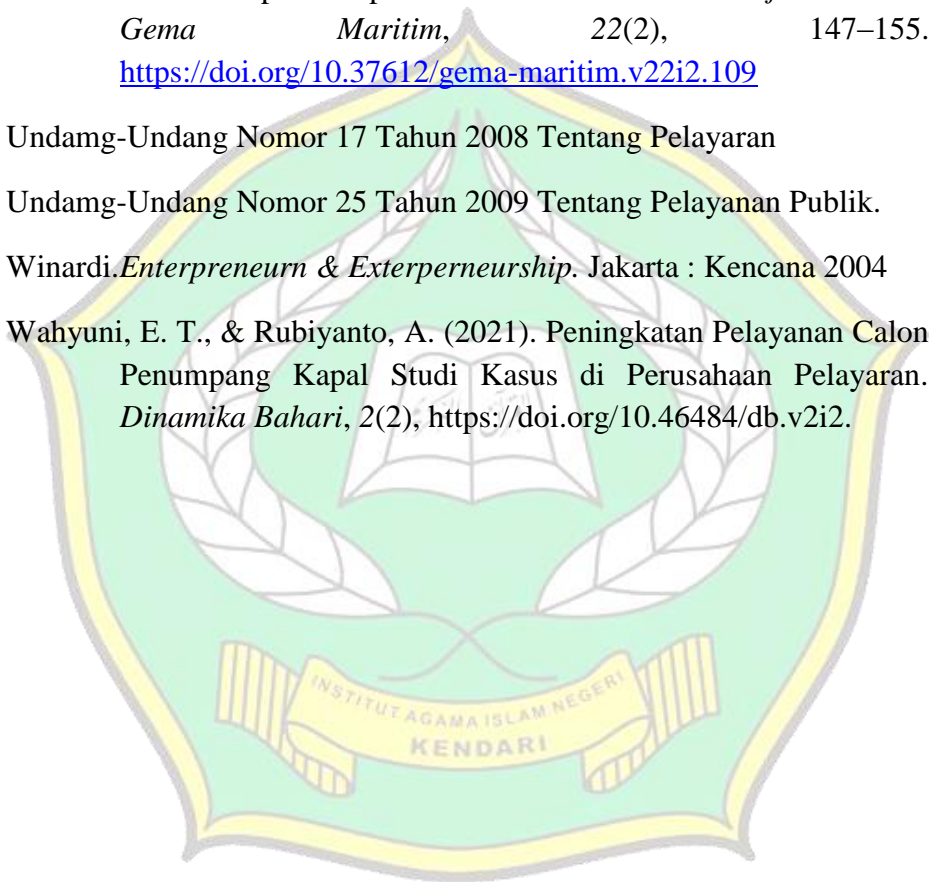 Gema Maritim, 22(2), 147–155.
https://doi.org/10.37612/gema-maritim.v22i2.109
Undamg-Undang Nomor 17 Tahun 2008 Tentang Pelayaran
Undamg-Undang Nomor 25 Tahun 2009 Tentang Pelayanan Publik.
Winardi.Enterpreneurn & Exterperneurship. Jakarta : Kencana 2004
Wahyuni, E. T., & Rubiyanto, A. (2021). Peningkatan Pelayanan Calon
Penumpang Kapal Studi Kasus di Perusahaan Pelayaran.
Dinamika Bahari, 2(2), https://doi.org/10.46484/db.v2i2.
INSTITUT AGAMA ISLAM NEGERI
KENDARI